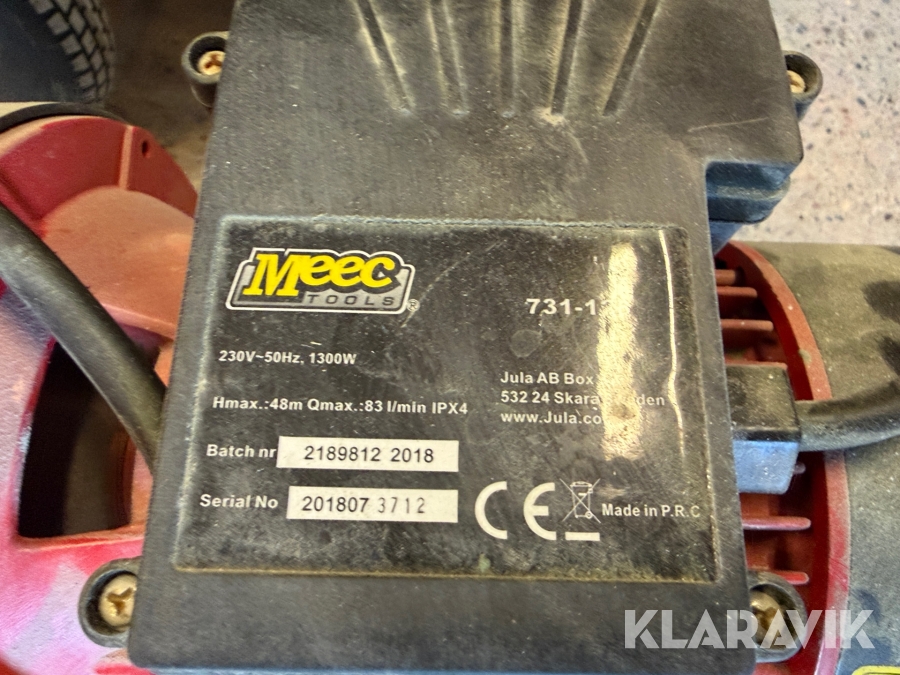 Meec
TOOLS®
731-1
230V~50Hz, 1300W
Jula AB Box
532 24 Skara
www.Jula.co
Hmax.:48m Qmax.:83 l/min IPX4
Batch nr 2189812 2018
Serial No 201807 3712
CE Made in P.R.C
KLARAVIK